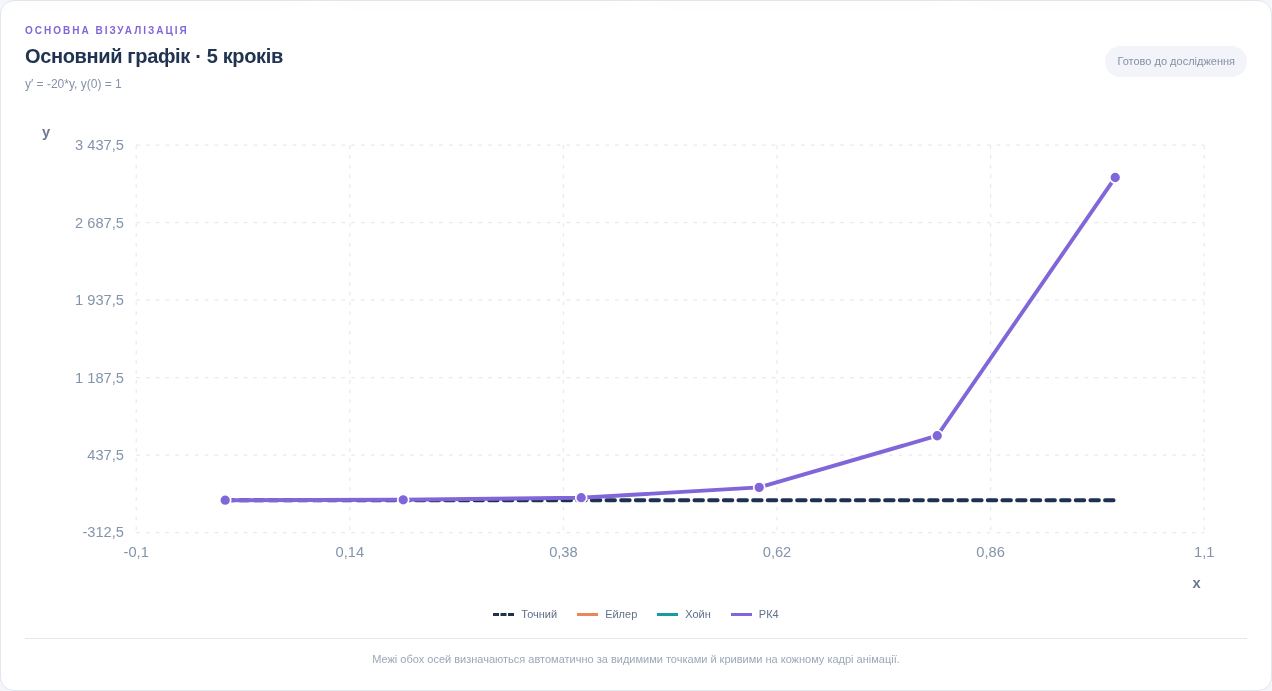 ОСНОВНА ВІЗУАЛІЗАЦІЯ
Основний графік · 5 кроків
Готово до дослідження
y′ = -20*y, y(0) = 1
y
3 437,5
2 687,5
1 937,5
1 187,5
437,5
-312,5
-0,1 0,14 0,38 0,62 0,86 1,1
x
Точний Ейлер Хойн РК4
Межі обох осей визначаються автоматично за видимими точками й кривими на кожному кадрі анімації.